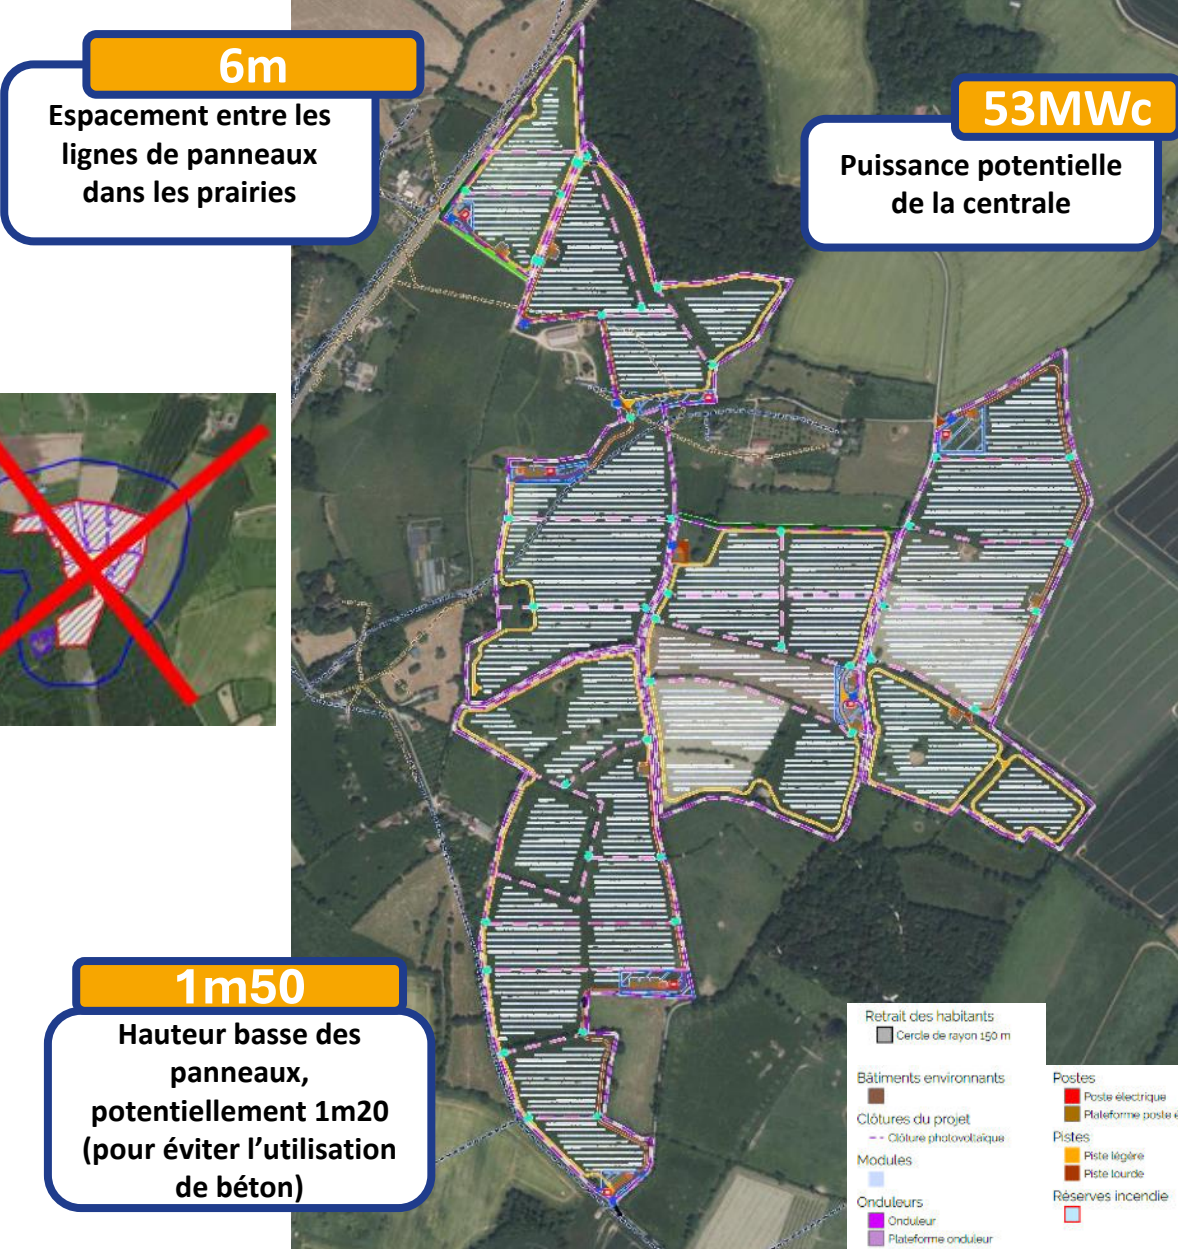 6m
Espacement entre les
lignes de panneaux
dans les prairies
53MWc
Puissance potentielle
de la centrale
1m50
Hauteur basse des
panneaux,
potentiellement 1m20
(pour éviter l’utilisation
de béton)
Retrait des habitants
Cercle de rayon 150 m
Bâtiments environnants
Clôtures du projet
Clôture photovoltaïque
Modules
Onduleurs
Onduleur
Plateforme onduleur
Postes
Poste électrique
Plateforme poste é
Pistes
Piste légère
Piste lourde
Réserves incendie